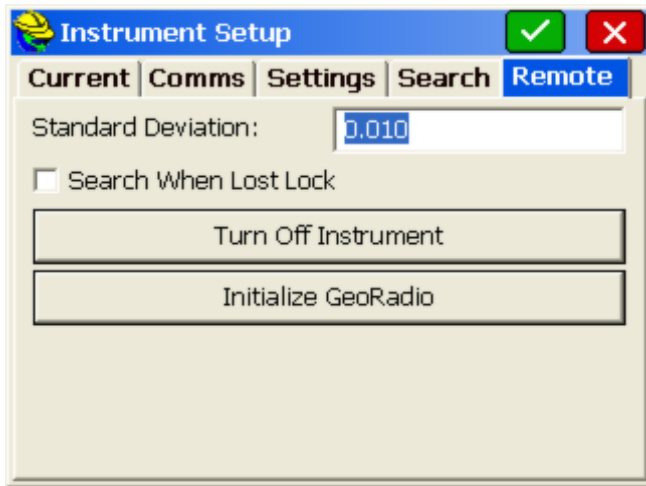 Instrument Setup
Current Comms Settings Search Remote
Standard Deviation: 0.010
Search When Lost Lock
Turn Off Instrument
Initialize GeoRadio